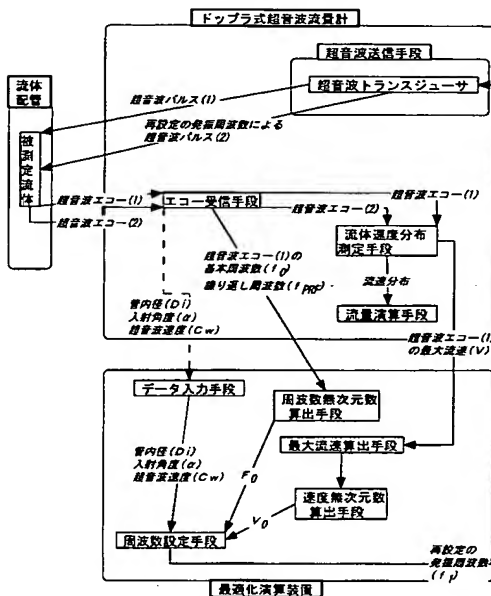 ドップラ式超音波流量計
超音波送信手段
超音波トランスジューサ
流体
配管
超音波パルス(1)
再設定の発振周波数による
超音波パルス(2)
被測定流体
超音波エコー(1)
超音波エコー(2)
エコー受信手段
超音波エコー(1)
超音波エコー(2)
流体速度分布
測定手段
超音波エコー(1)の
基本周波数(f0)
繰り返し周波数(fPRF)
流速分布
流量演算手段
管内径(Di)
入射角度(α)
超音波速度(Cw)
超音波エコー(1)
の最大流速(V)
データ入力手段
周波数無次元数
算出手段
最大流速算出手段
管内径(Di)
入射角度(α)
超音波速度(Cw)
F0
速度無次元数
算出手段
V0
周波数設定手段
再設定の
発振周波数
(f1)
最適化演算装置